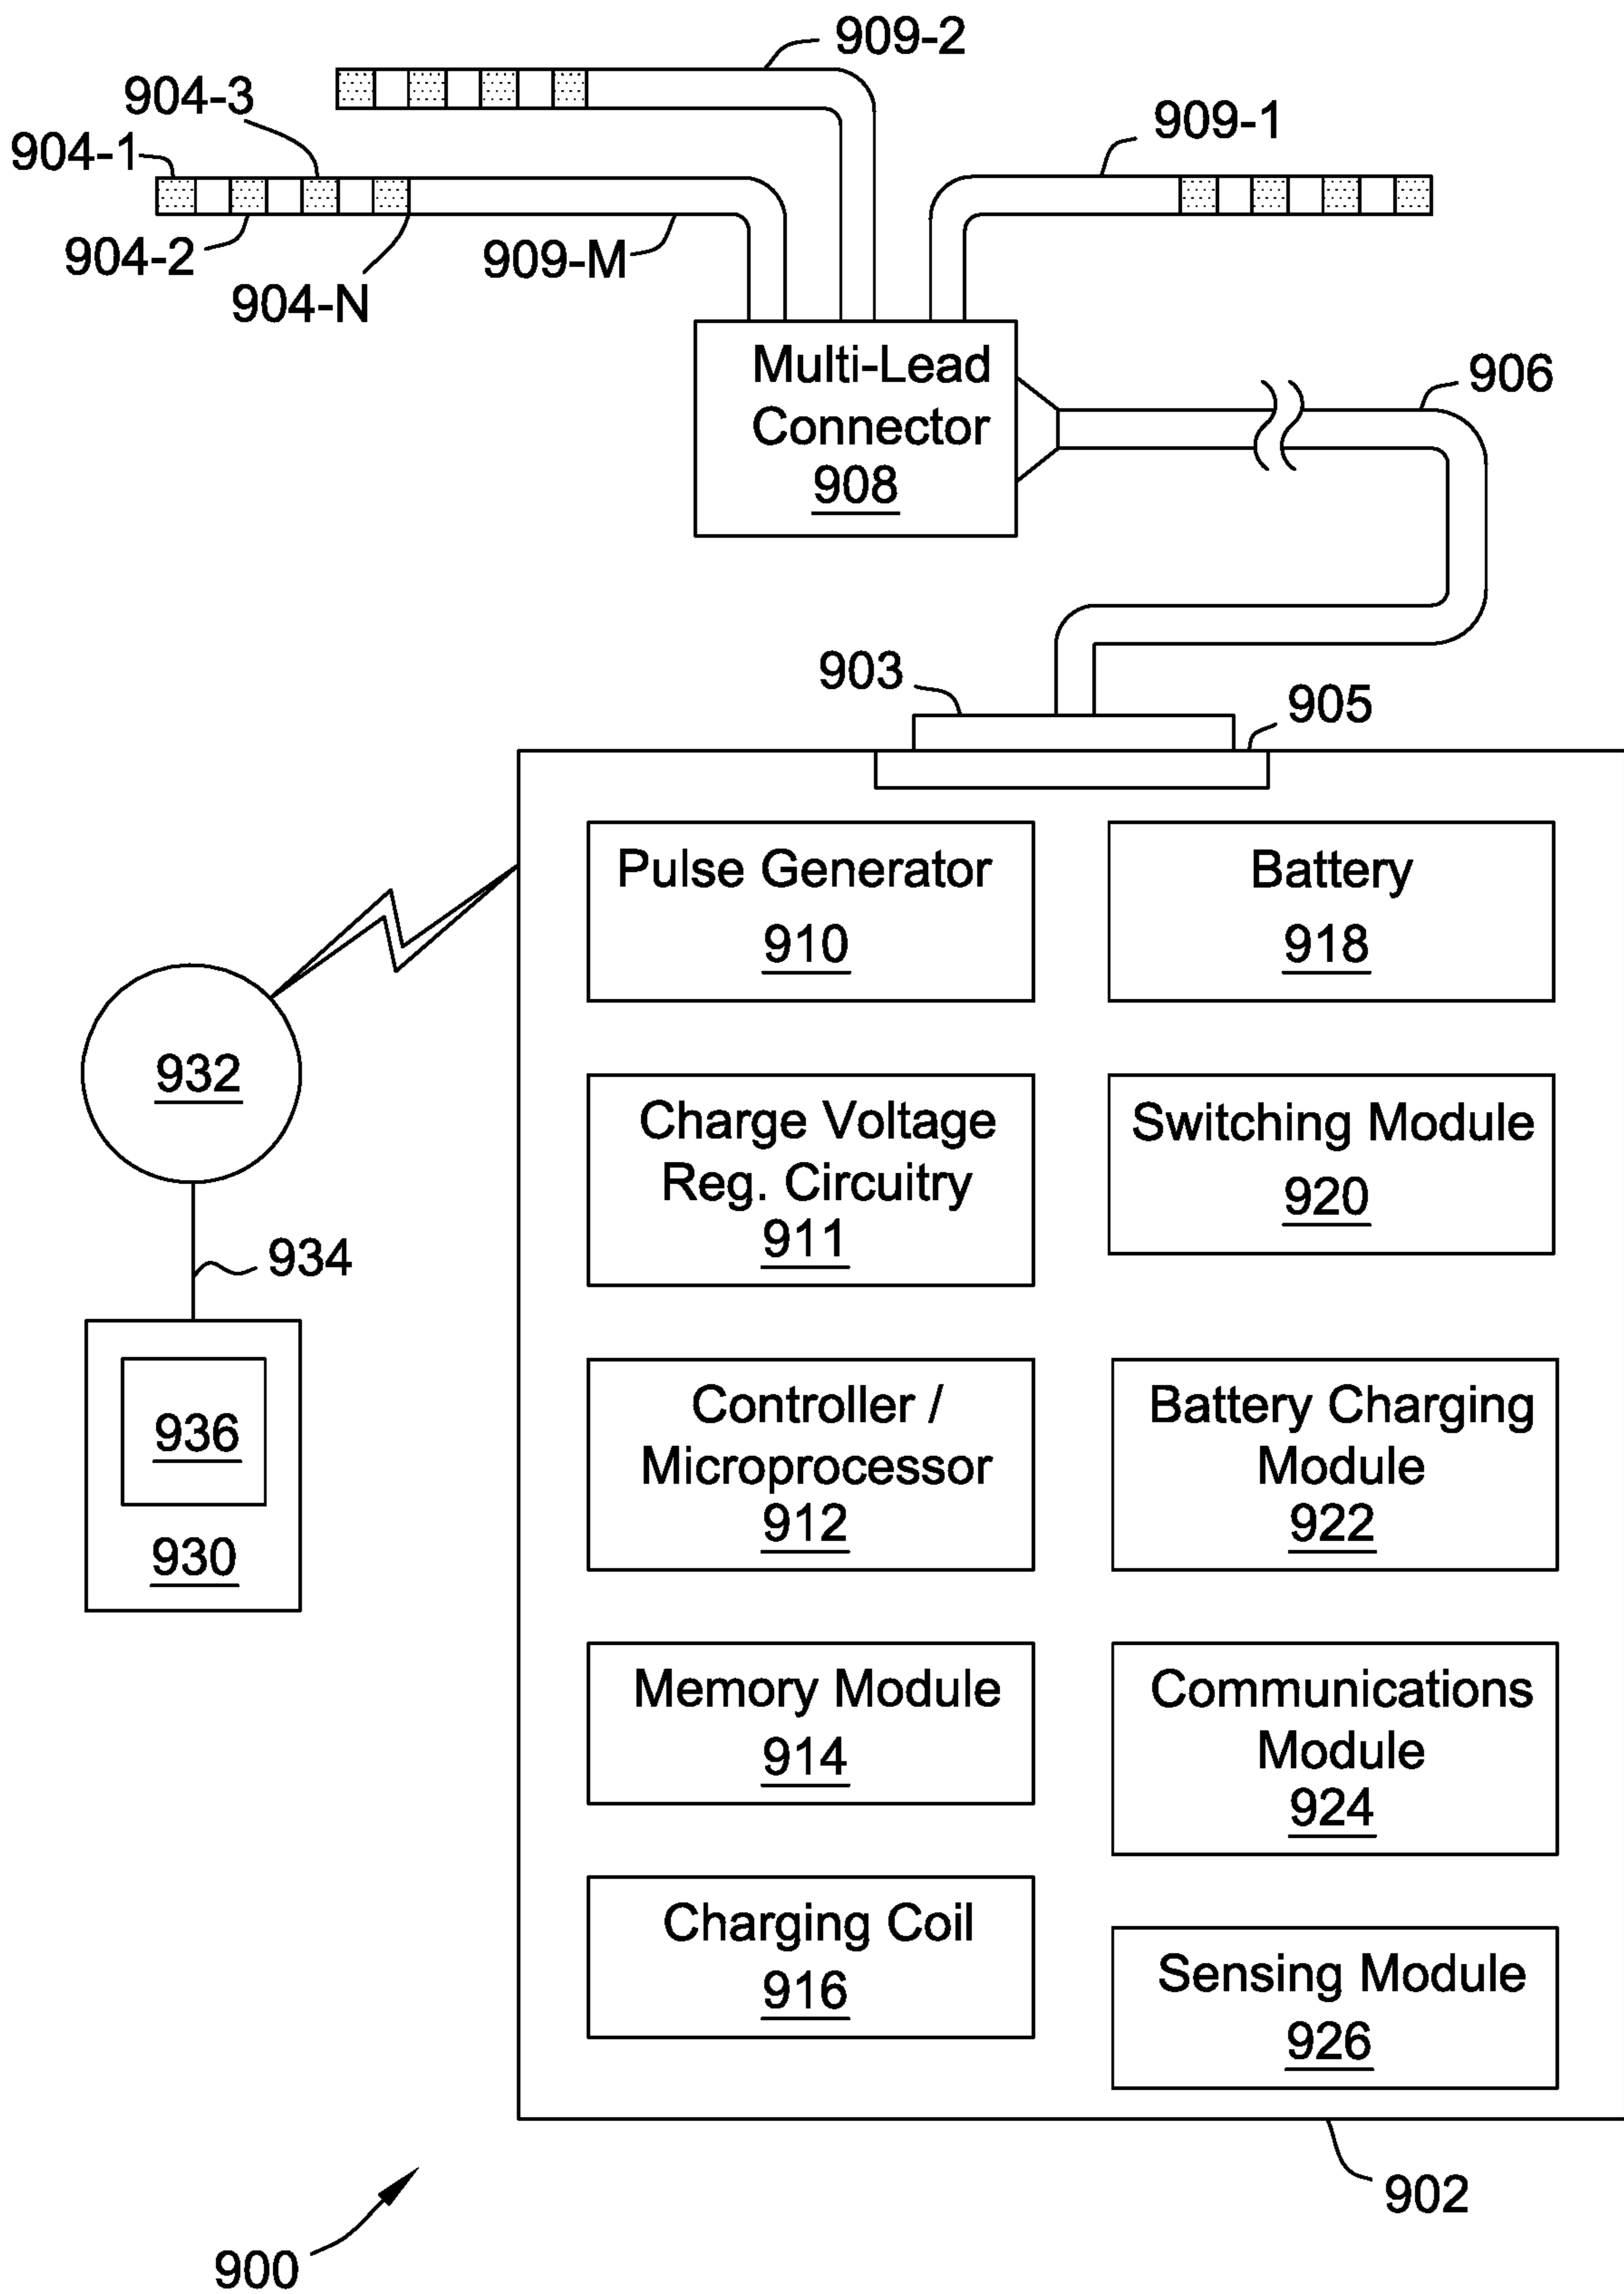 909-2
904-3
909-1
904-1
904-2
909-M
904-N
Multi-Lead
Connector
908
906
903
905
Pulse Generator
910
Battery
918
932
Charge Voltage
Reg. Circuitry
911
Switching Module
920
934
Controller /
Microprocessor
912
Battery Charging
Module
922
936
930
Memory Module
914
Communications
Module
924
Charging Coil
916
Sensing Module
926
902
900